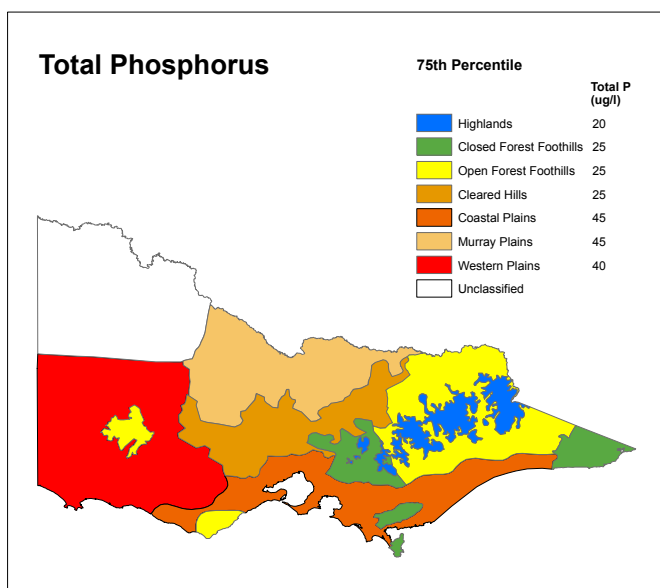 Total Phosphorus
75th Percentile
Total P
(ug/l)
Highlands 20
Closed Forest Foothills 25
Open Forest Foothills 25
Cleared Hills 25
Coastal Plains 45
Murray Plains 45
Western Plains 40
Unclassified